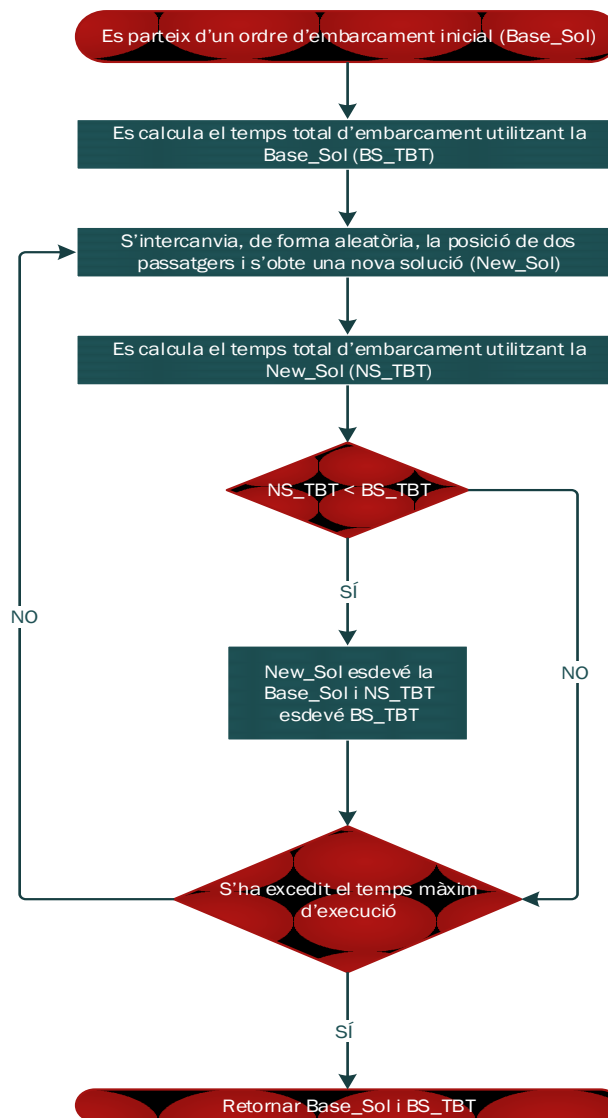 Es parteix d'un ordre d'embarcament inicial (Base_Sol)
Es calcula el temps total d'embarcament utilitzant la
Base_Sol (BS_TBT)
S'intercanvia, de forma aleatòria, la posició de dos
passatgers i s'obte una nova solució (New_Sol)
Es calcula el temps total d'embarcament utilitzant la
New_Sol (NS_TBT)
NS_TBT < BS_TBT
SÍ
NO
NO
New_Sol esdevé la
Base_Sol i NS_TBT
esdevé BS_TBT
S'ha excedit el temps màxim
d'execució
SÍ
Retornar Base_Sol i BS_TBT